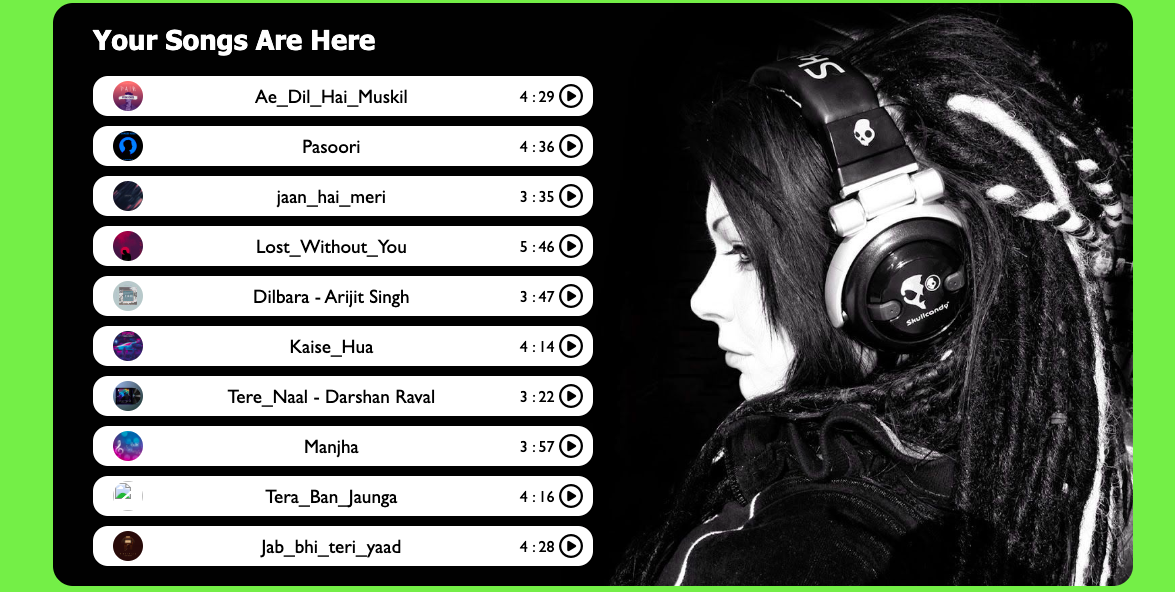 Your Songs Are Here
Ae_Dil_Hai_Muskil 4 : 29
Pasoori 4 : 36
jaan_hai_meri 3 : 35
Lost_Without_You 5 : 46
Dilbara - Arijit Singh 3 : 47
Kaise_Hua 4 : 14
Tere_Naal - Darshan Raval 3 : 22
Manjha 3 : 57
Tera_Ban_Jaunga 4 : 16
Jab_bhi_teri_yaad 4 : 28
SK
Skullcandy